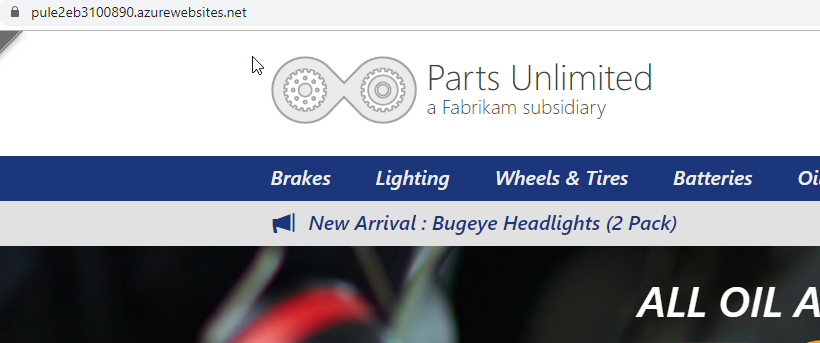 pule2eb3100890.azurewebsites.net
Parts Unlimited
a Fabrikam subsidiary
Brakes Lighting Wheels & Tires Batteries Oi
New Arrival : Bugeye Headlights (2 Pack)
ALL OIL A